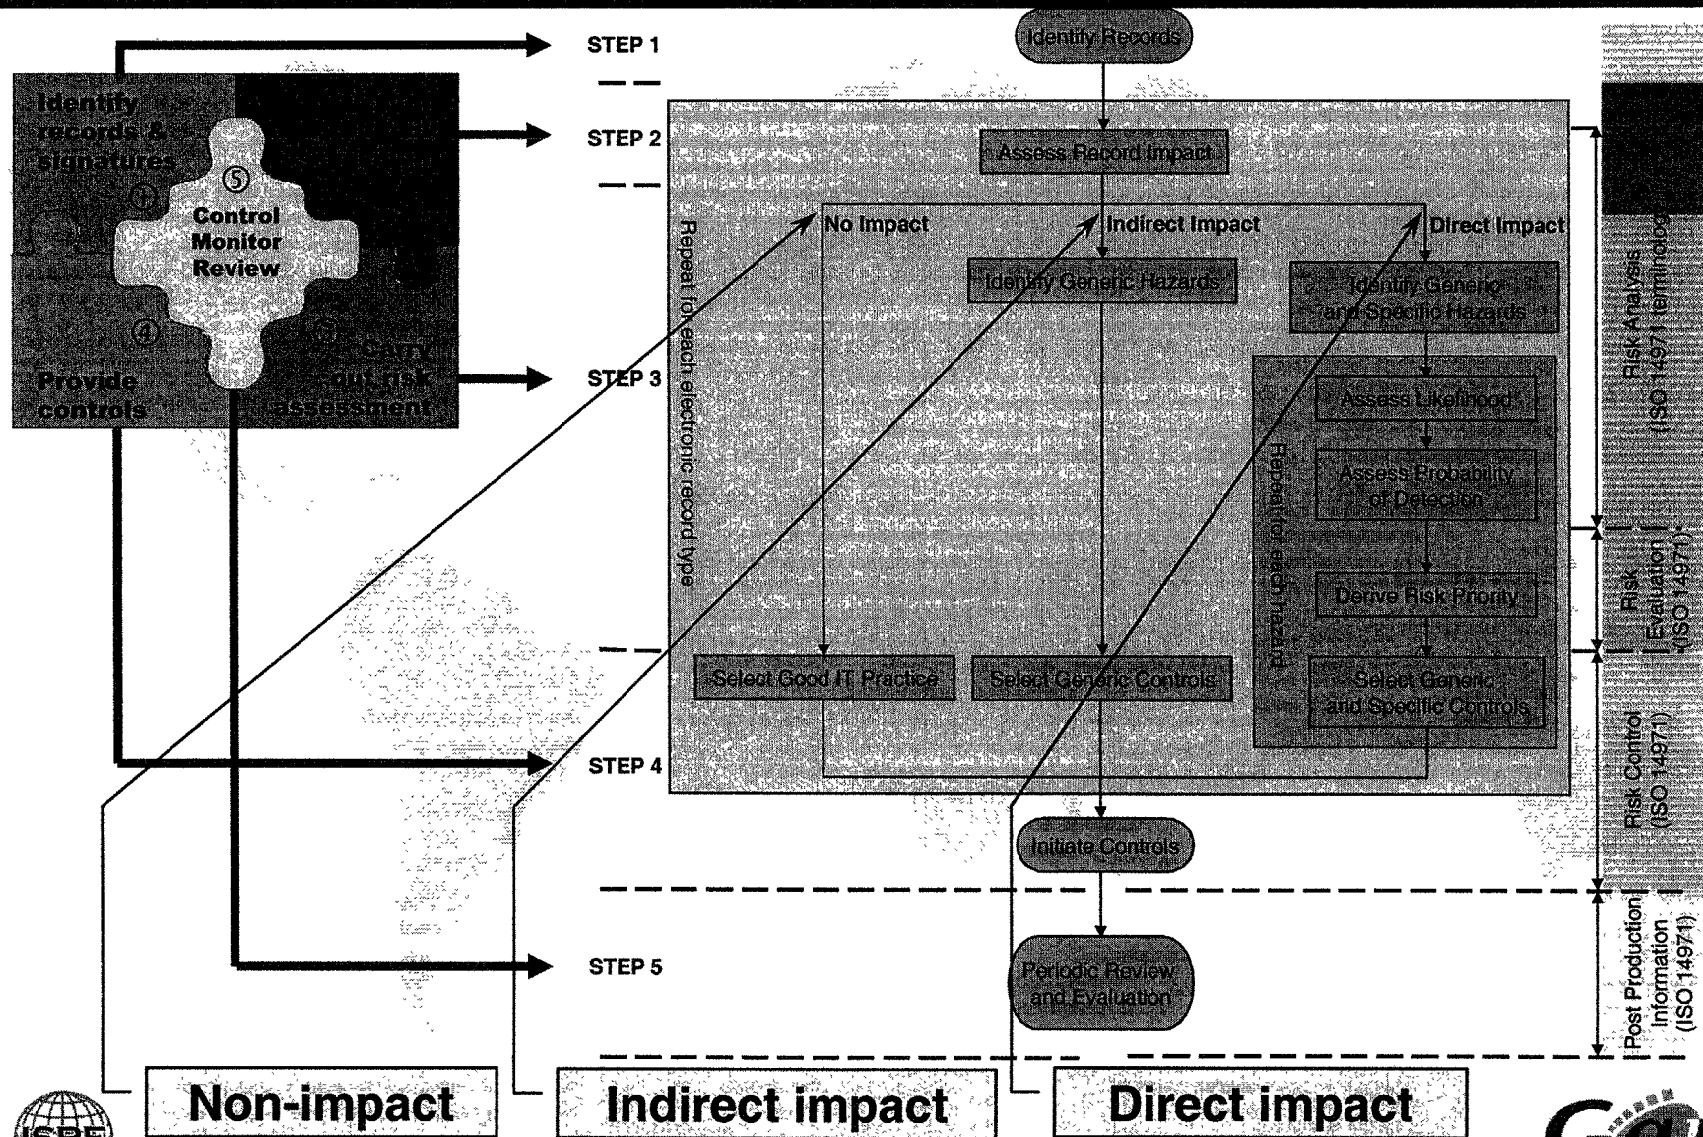 STEP 1
STEP 2
STEP 3
STEP 4
STEP 5
Identify
records &
signatures
①
⑤
Control
Monitor
Review
④
Provide
controls
Carry
out risk
assessment
Identify Records
Assess Record Impact
No Impact
Indirect Impact
Direct Impact
Repeat for each electronic record type
Identify Generic Hazards
Identify Generic
and Specific Hazards
Assess Likelihood
Assess Probability
of Detection
Repeat for each hazard
Derive Risk Priority
Select Good IT Practice
Select Generic Controls
Select Generic
and Specific Controls
Initiate Controls
Periodic Review
and Evaluation
Risk Analysis
(ISO 14971 terminology)
Risk
Evaluation
(ISO 14971)
Risk Control
(ISO 14971)
Post Production
Information
(ISO 14971)
Non-impact
Indirect impact
Direct impact
ISPE